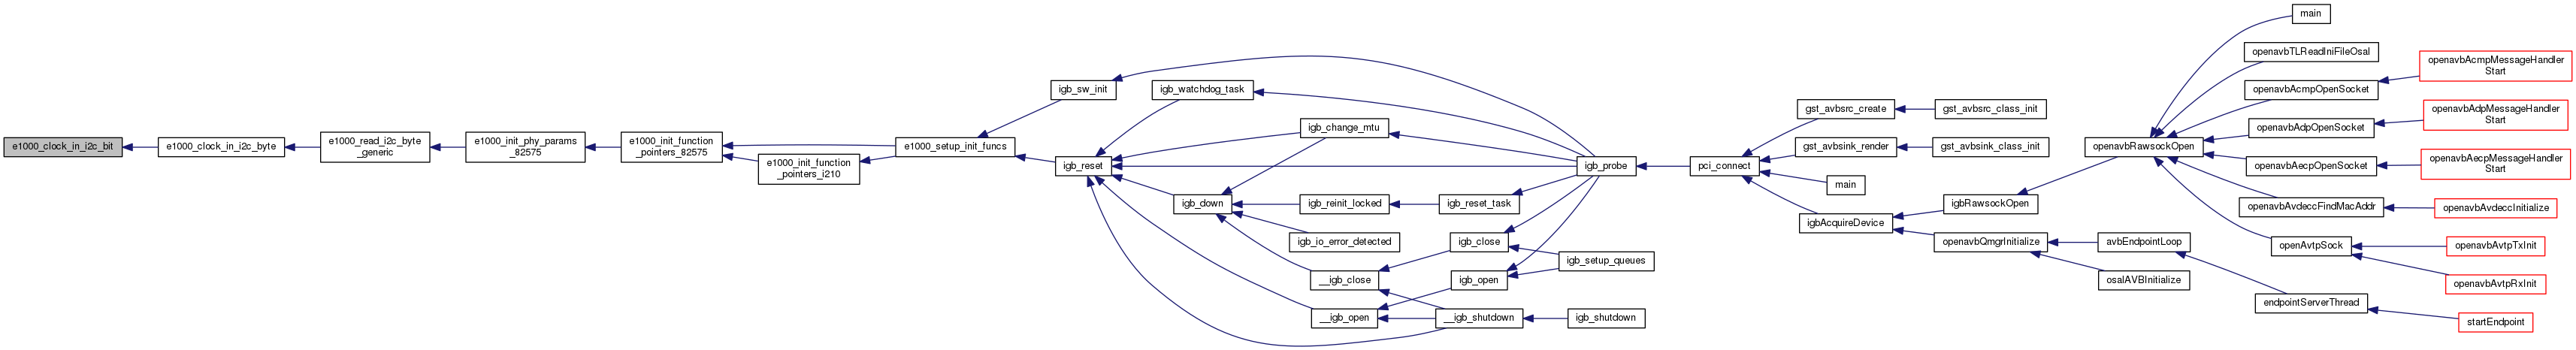 e1000_clock_in_i2c_bit
e1000_clock_in_i2c_byte
e1000_read_i2c_byte
_generic
e1000_init_phy_params
_82575
e1000_init_function
_pointers_82575
e1000_init_function
_pointers_i210
e1000_setup_init_funcs
igb_sw_init
igb_reset
igb_watchdog_task
igb_change_mtu
igb_down
igb_reinit_locked
igb_reset_task
igb_io_error_detected
__igb_close
igb_close
igb_setup_queues
igb_open
__igb_open
__igb_shutdown
igb_shutdown
igb_probe
pci_connect
gst_avbsrc_create
gst_avbsrc_class_init
gst_avbsink_render
gst_avbsink_class_init
main
igbAcquireDevice
igbRawsockOpen
openavbQmgrInitialize
avbEndpointLoop
osalAVBInitialize
openavbRawsockOpen
main
openavbTLReadIniFileOsal
openavbAcmpOpenSocket
openavbAcmpMessageHandler
Start
openavbAdpOpenSocket
openavbAdpMessageHandler
Start
openavbAecpOpenSocket
openavbAecpMessageHandler
Start
openavbAvdeccFindMacAddr
openavbAvdeccInitialize
openAvtpSock
openavbAvtpTxInit
openavbAvtpRxInit
endpointServerThread
startEndpoint